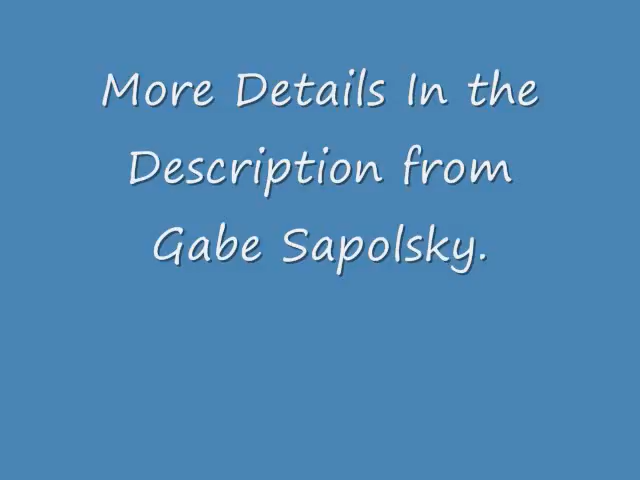 More Details In the
Description from
Gabe Sapolsky.